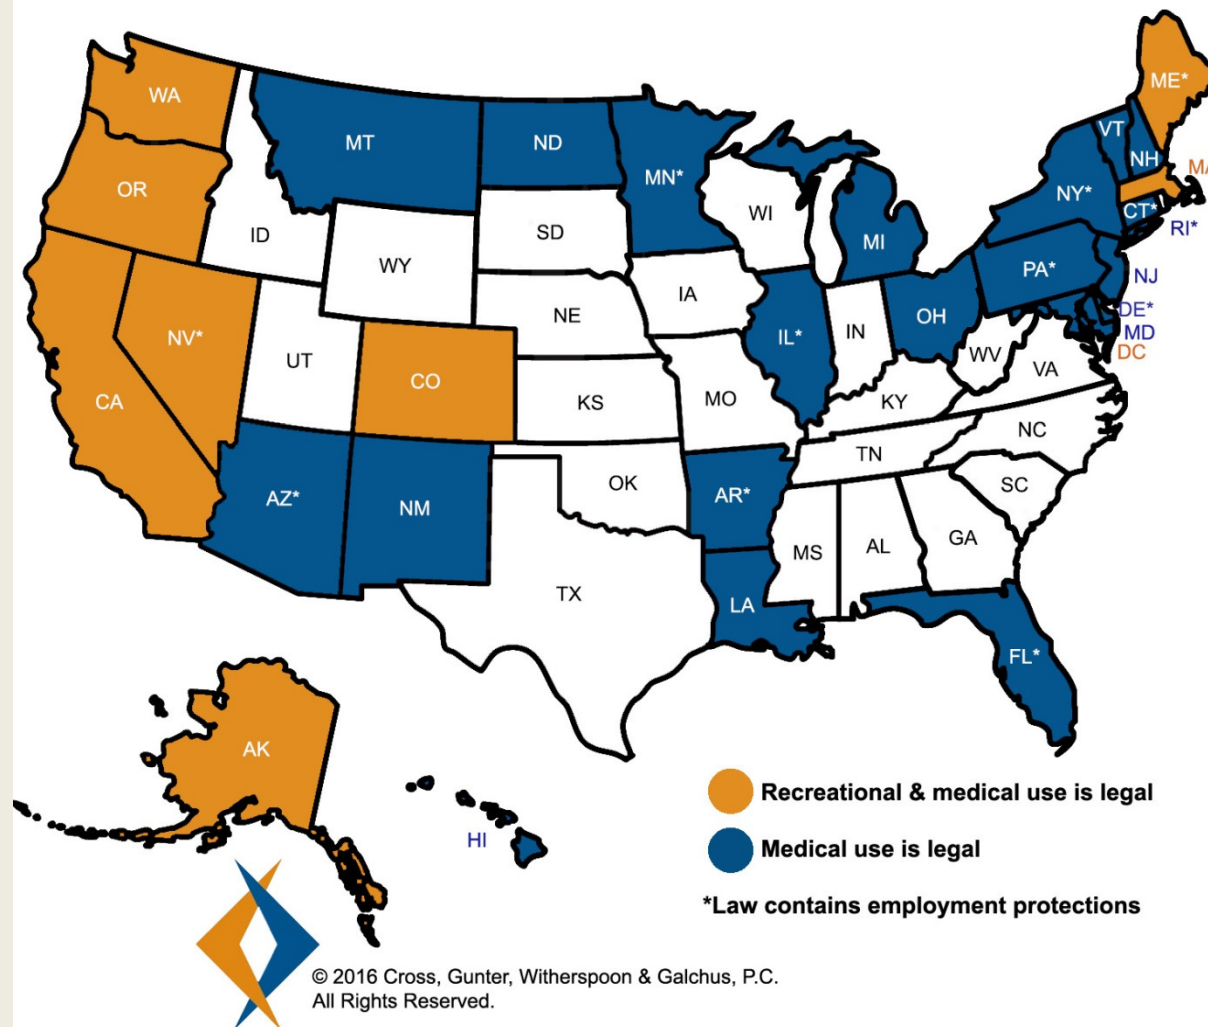 WA
OR
CA
NV*
ID
MT
WY
UT
CO
AZ*
NM
ND
SD
NE
KS
OK
TX
MN*
IA
MO
AR*
LA
WI
IL*
MI
IN
OH
KY
TN
MS
AL
GA
FL*
SC
NC
VA
WV
PA*
NY*
VT
NH
ME*
CT*
RI*
NJ
DE*
MD
DC
AK
HI
Recreational & medical use is legal
Medical use is legal
*Law contains employment protections
© 2016 Cross, Gunter, Witherspoon & Galchus, P.C.
All Rights Reserved.